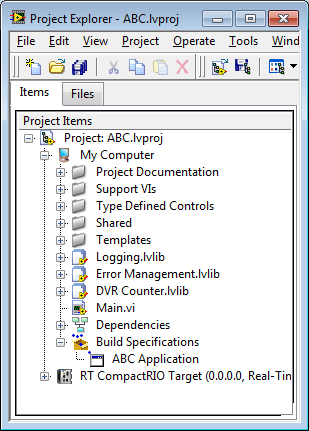 Project Explorer - ABC.lvproj
File Edit View Project Operate Tools Wind
Items Files
Project Items
Project: ABC.lvproj
My Computer
Project Documentation
Support VIs
Type Defined Controls
Shared
Templates
Logging.lvlib
Error Management.lvlib
DVR Counter.lvlib
Main.vi
Dependencies
Build Specifications
ABC Application
RT CompactRIO Target (0.0.0.0, Real-Tin